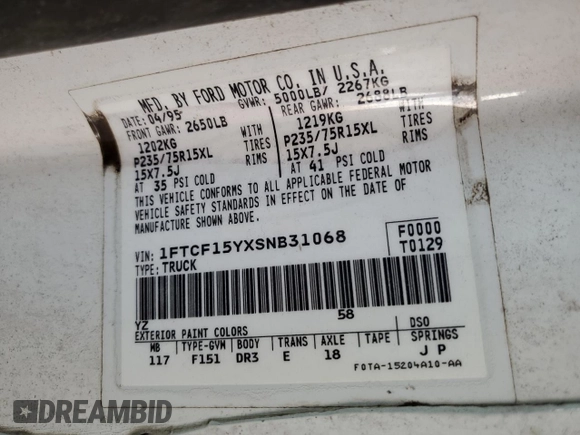 MFD. BY FORD MOTOR CO. IN U.S.A.
DATE: 04/95 GVWR: 5000LB/ 2267KG
FRONT GAWR: 2650LB REAR GAWR: 2688LB
1202KG WITH 1219KG WITH
P235/75R15XL TIRES P235/75R15XL TIRES
15X7.5J RIMS 15X7.5J RIMS
AT 35 PSI COLD AT 41 PSI COLD
THIS VEHICLE CONFORMS TO ALL APPLICABLE FEDERAL MOTOR
VEHICLE SAFETY STANDARDS IN EFFECT ON THE DATE OF
MANUFACTURE SHOWN ABOVE.
VIN: 1FTCF15YXSNB31068 F0000
TYPE: TRUCK T0129
YZ 58
EXTERIOR PAINT COLORS DSO
WB TYPE-GVM BODY TRANS AXLE TAPE SPRINGS
117 F151 DR3 E 18 J P
F0TA-15204A10-AA
DREAMBID